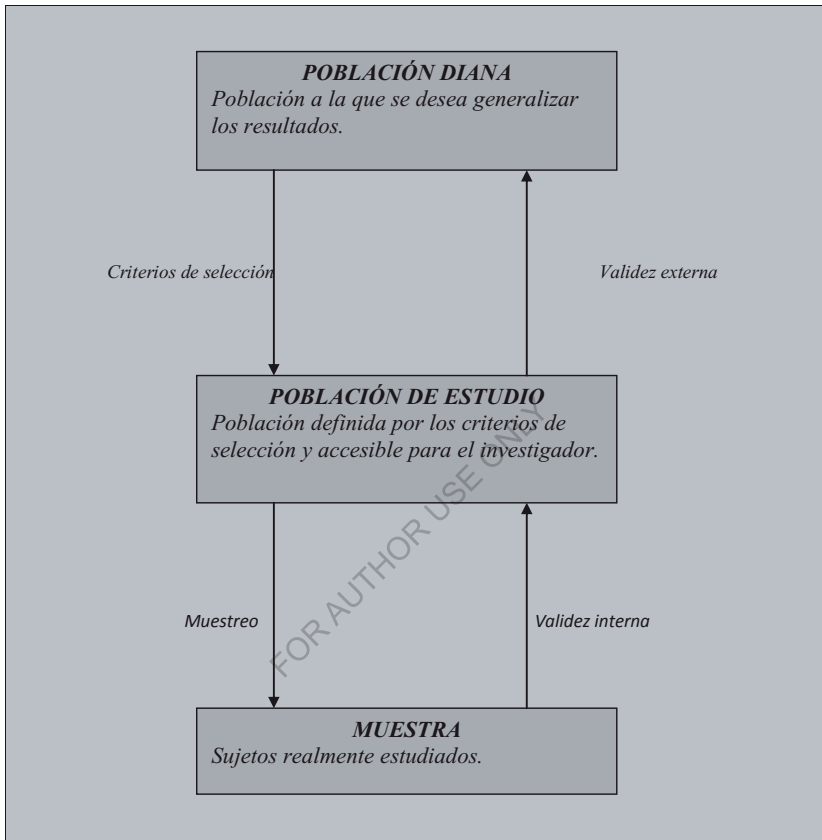 POBLACIÓN DIANA
Población a la que se desea generalizar
los resultados.
Criterios de selección
Validez externa
POBLACIÓN DE ESTUDIO
Población definida por los criterios de
selección y accesible para el investigador.
FOR AUTHOR USE ONLY
Muestreo
Validez interna
MUESTRA
Sujetos realmente estudiados.